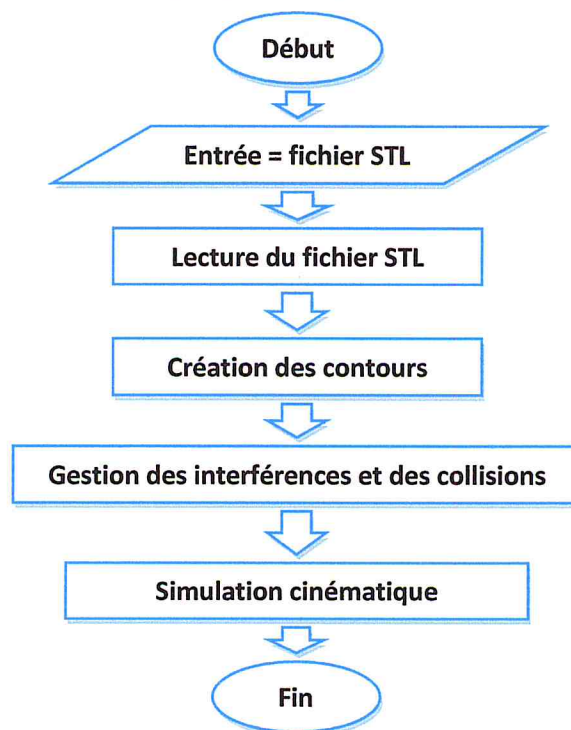 Début
Entrée = fichier STL
Lecture du fichier STL
Création des contours
Gestion des interférences et des collisions
Simulation cinématique
Fin